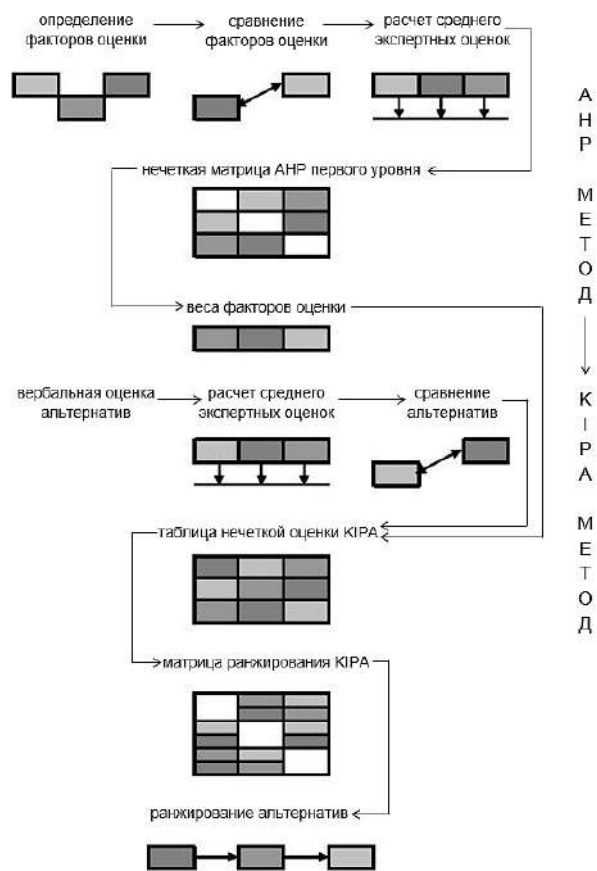 определение
факторов оценки
сравнение
факторов оценки
расчет среднего
экспертных оценок
нечеткая матрица AHP первого уровня
веса факторов оценки
вербальная оценка
альтернатив
расчет среднего
экспертных оценок
сравнение
альтернатив
таблица нечеткой оценки KIPA
матрица ранжирования KIPA
ранжирование альтернатив
A
H
P
М
Е
Т
О
Д
K
I
P
A
М
Е
Т
О
Д